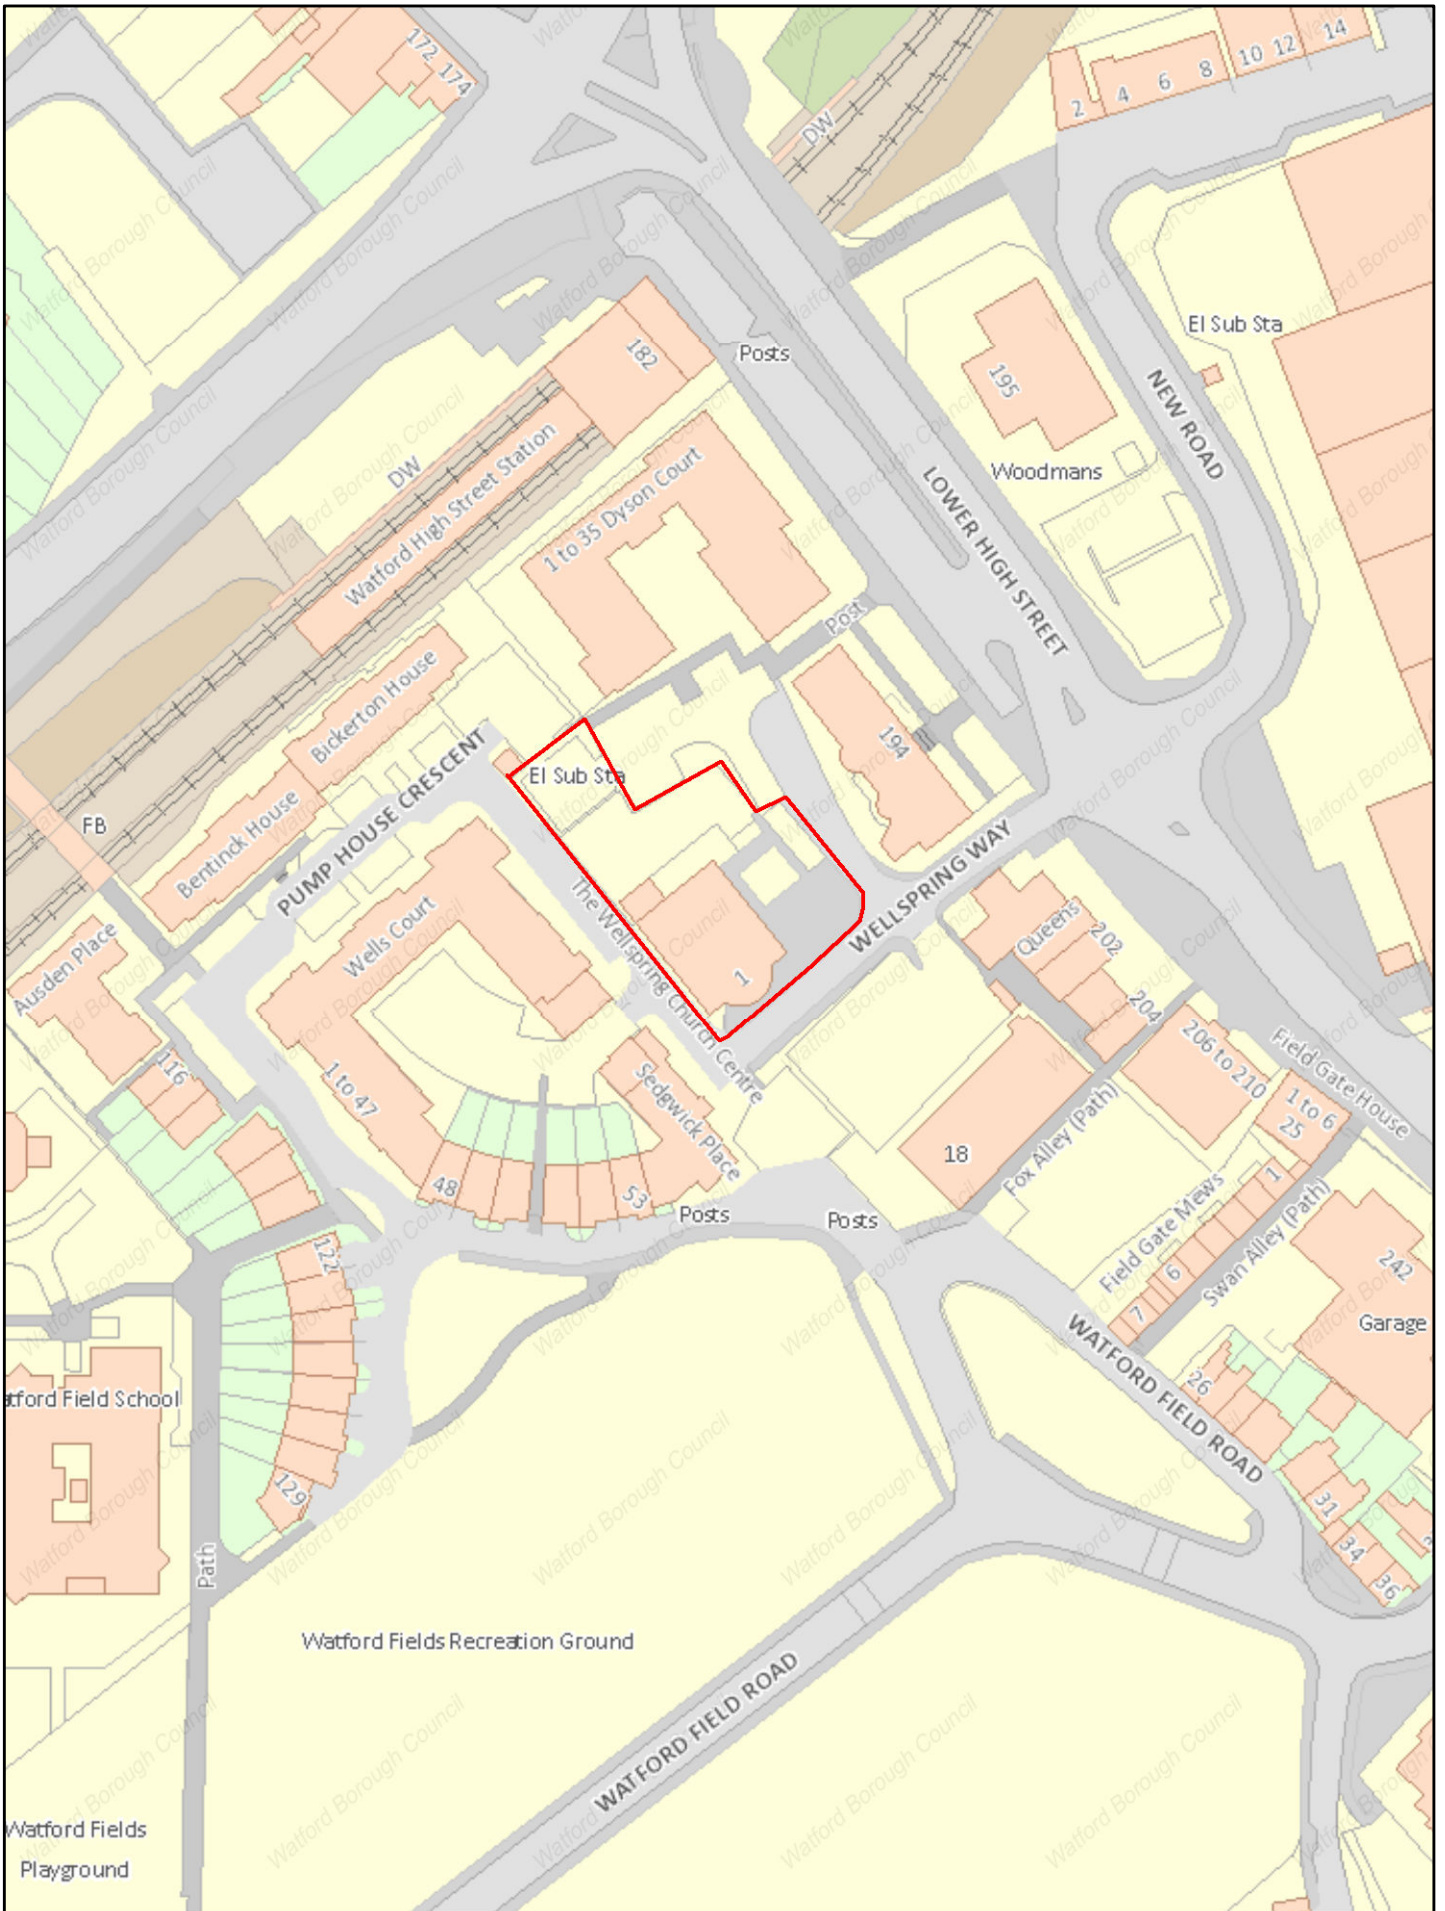 172 174
14
10 12
8
6
4
2
DW
182
Posts
El Sub Sta
195
NEW ROAD
Woodmans
LOWER HIGH STREET
DW
Watford High Street Station
1 to 35 Dyson Court
Post
Bickerton House
194
El Sub Sta
PUMP HOUSE CRESCENT
FB
Bentinck House
WELLSPRING WAY
The Wellspring Church Centre
Wells Court
Queens
202
204
Ausden Place
1
206 to 210
Field Gate House
116
1 to 47
Sedgwick Place
1 to 6
25
Fox Alley (Path)
18
48
53
Posts
Posts
Field Gate Mews
1
6
7
Swan Alley (Path)
122
242
Garage
WATFORD FIELD ROAD
26
atford Field School
129
31
34
36
Path
Watford Fields Recreation Ground
WATFORD FIELD ROAD
Watford Fields
Playground
Watford Borough Council